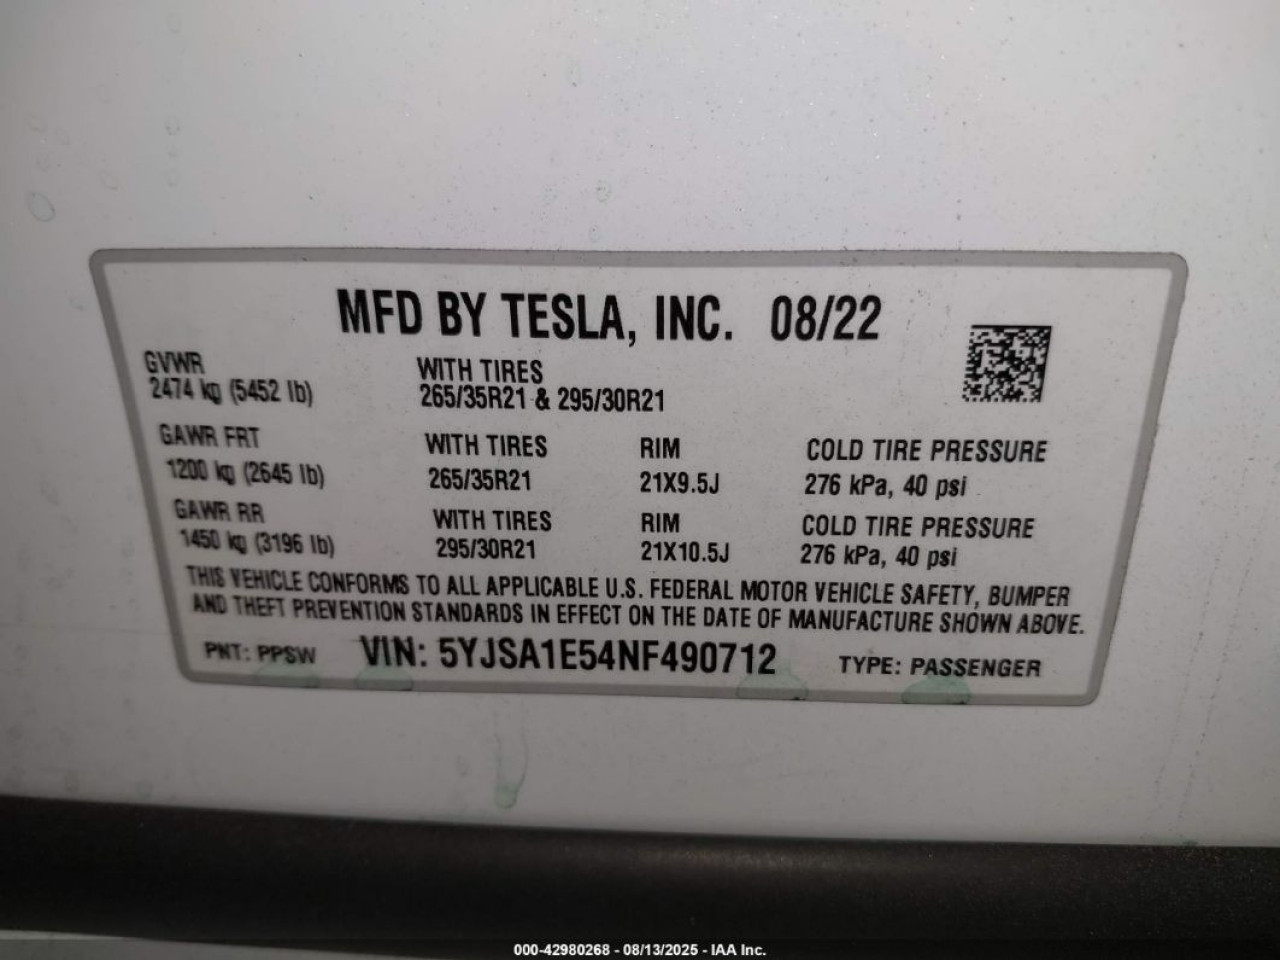 MFD BY TESLA, INC. 08/22
GVWR
2474 kg (5452 lb)
WITH TIRES
265/35R21 & 295/30R21
GAWR FRT WITH TIRES RIM COLD TIRE PRESSURE
1200 kg (2645 lb) 265/35R21 21X9.5J 276 kPa, 40 psi
GAWR RR WITH TIRES RIM COLD TIRE PRESSURE
1450 kg (3196 lb) 295/30R21 21X10.5J 276 kPa, 40 psi
THIS VEHICLE CONFORMS TO ALL APPLICABLE U.S. FEDERAL MOTOR VEHICLE SAFETY, BUMPER
AND THEFT PREVENTION STANDARDS IN EFFECT ON THE DATE OF MANUFACTURE SHOWN ABOVE.
PNT: PPSW VIN: 5YJSA1E54NF490712 TYPE: PASSENGER
000-42980268 - 08/13/2025 - IAA Inc.